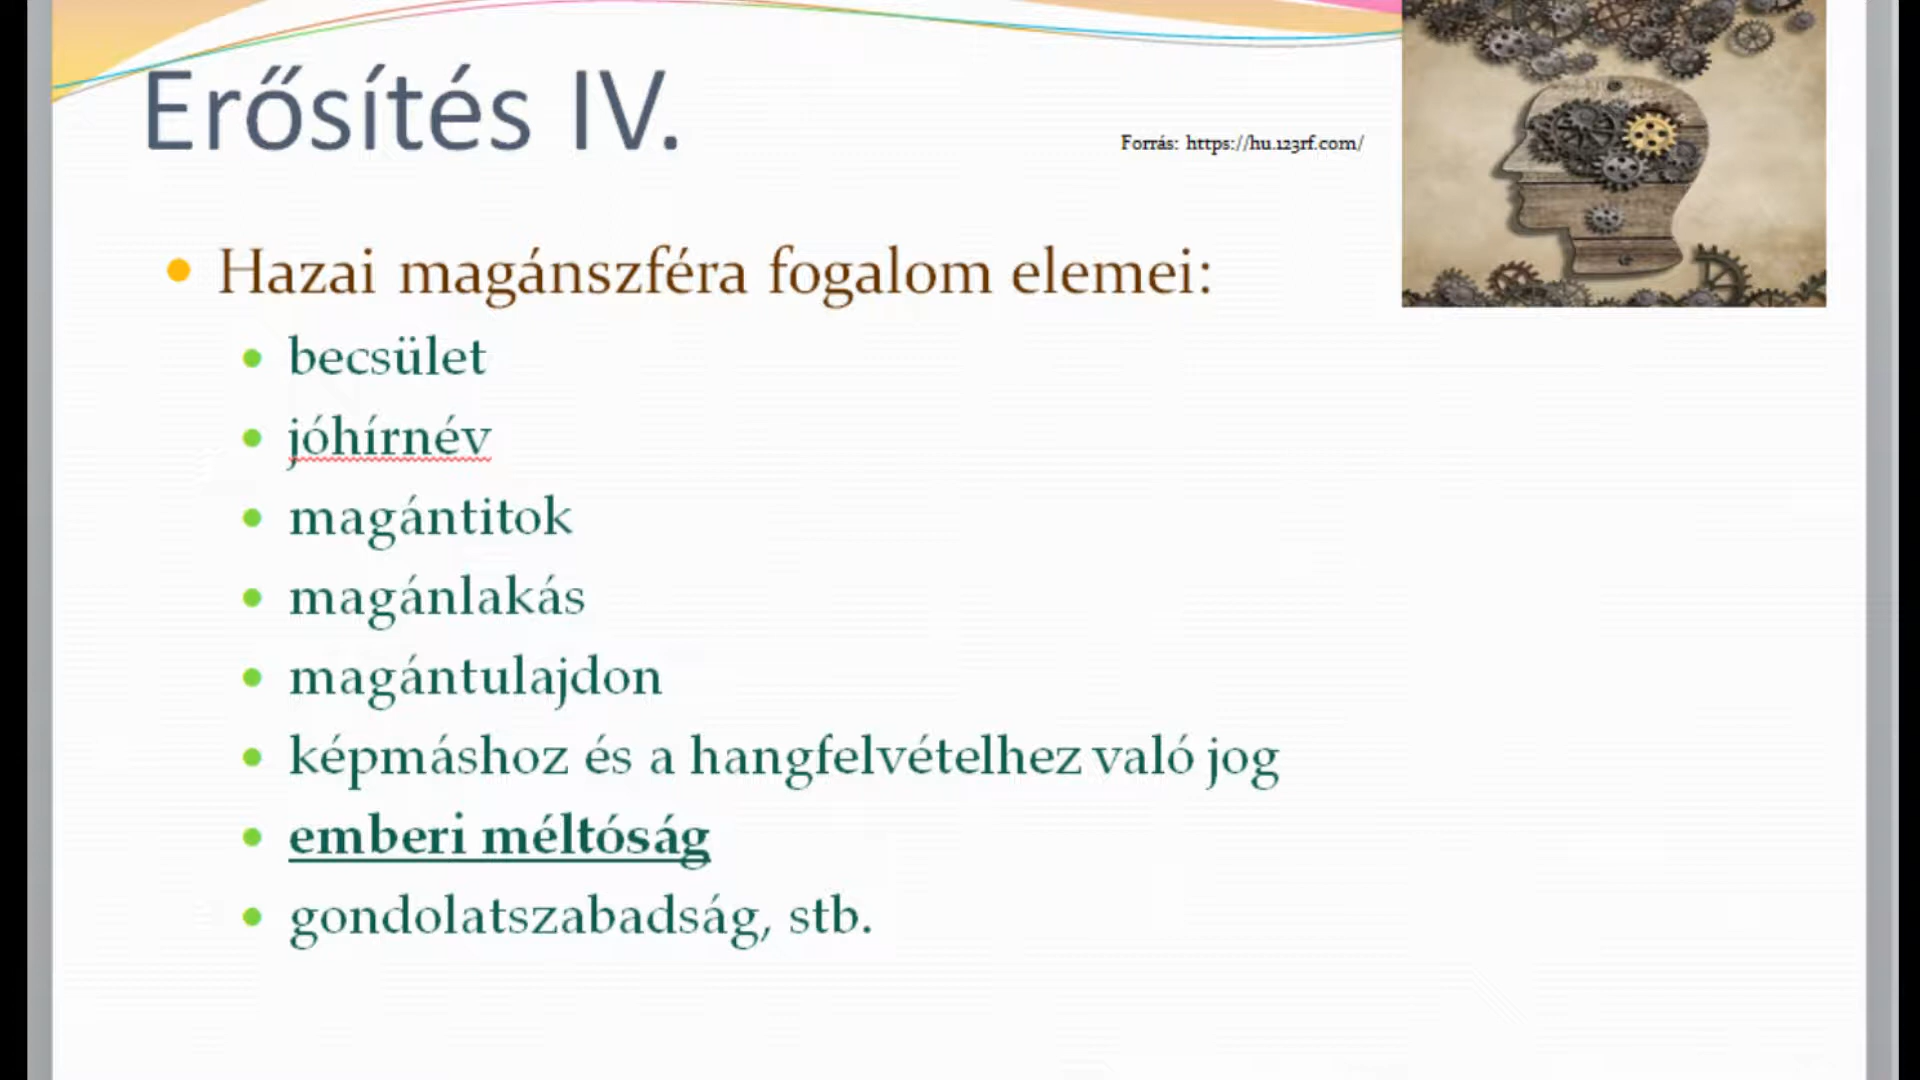 Erősítés IV.
Forrás: https://hu.123rf.com/
Hazai magánszféra fogalom elemei:
becsület
jóhírnév
magántitok
magánlakás
magántulajdon
képmáshoz és a hangfelvételhez való jog
emberi méltóság
gondolatszabadság, stb.